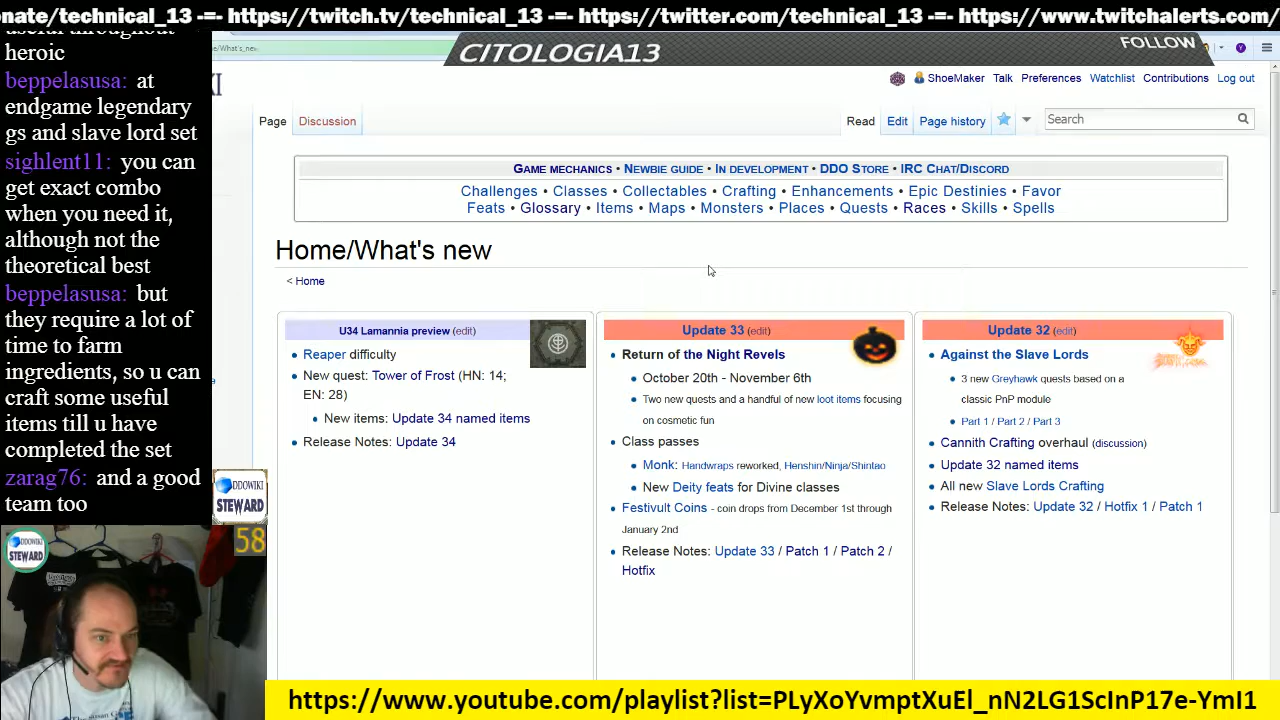 onate/technical_13 -=- https://twitch.tv/technical_13 -=- https://twitter.com/technical_13 -=- https://www.twitchalerts.com/
useful throughout
heroic
beppelasusa: at
endgame legendary
gs and slave lord set
sighlent11: you can
get exact combo
when you need it,
although not the
theoretical best
beppelasusa: but
they require a lot of
time to farm
ingredients, so u can
craft some useful
items till u have
completed the set
zarag76: and a good
team too
DDOWIKI
STEWARD
58
DDOWIKI
STEWARD
e/What's_new
CITOLOGIA13
FOLLOW
ShoeMaker Talk Preferences Watchlist Contributions Log out
Page Discussion Read Edit Page history Search
GAME MECHANICS • NEWBIE GUIDE • IN DEVELOPMENT • DDO STORE • IRC CHAT/DISCORD
Challenges • Classes • Collectables • Crafting • Enhancements • Epic Destinies • Favor
Feats • Glossary • Items • Maps • Monsters • Places • Quests • Races • Skills • Spells
Home/What's new
< Home
U34 Lamannia preview (edit)
Reaper difficulty
New quest: Tower of Frost (HN: 14;
EN: 28)
New items: Update 34 named items
Release Notes: Update 34
Update 33 (edit)
Return of the Night Revels
October 20th - November 6th
Two new quests and a handful of new loot items focusing
on cosmetic fun
Class passes
Monk: Handwraps reworked, Henshin/Ninja/Shintao
New Deity feats for Divine classes
Festivult Coins - coin drops from December 1st through
January 2nd
Release Notes: Update 33 / Patch 1 / Patch 2 /
Hotfix
Update 32 (edit)
Against the Slave Lords
3 new Greyhawk quests based on a
classic PnP module
Part 1 / Part 2 / Part 3
Cannith Crafting overhaul (discussion)
Update 32 named items
All new Slave Lords Crafting
Release Notes: Update 32 / Hotfix 1 / Patch 1
https://www.youtube.com/playlist?list=PLyXoYvmptXuEl_nN2LG1ScInP17e-YmI1